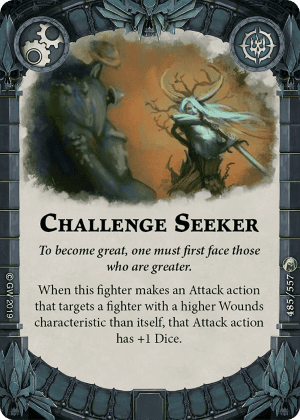 CHALLENGE SEEKER
To become great, one must first face those
who are greater.
When this fighter makes an Attack action
that targets a fighter with a higher Wounds
characteristic than itself, that Attack action
has +1 Dice.
© GW 2019
485/557